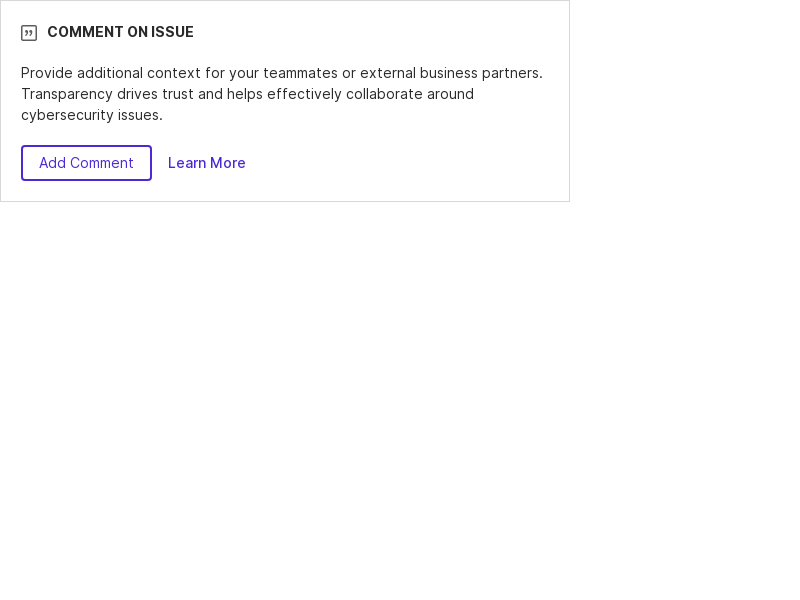 COMMENT ON ISSUE
Provide additional context for your teammates or external business partners.
Transparency drives trust and helps effectively collaborate around
cybersecurity issues.
Add Comment Learn More